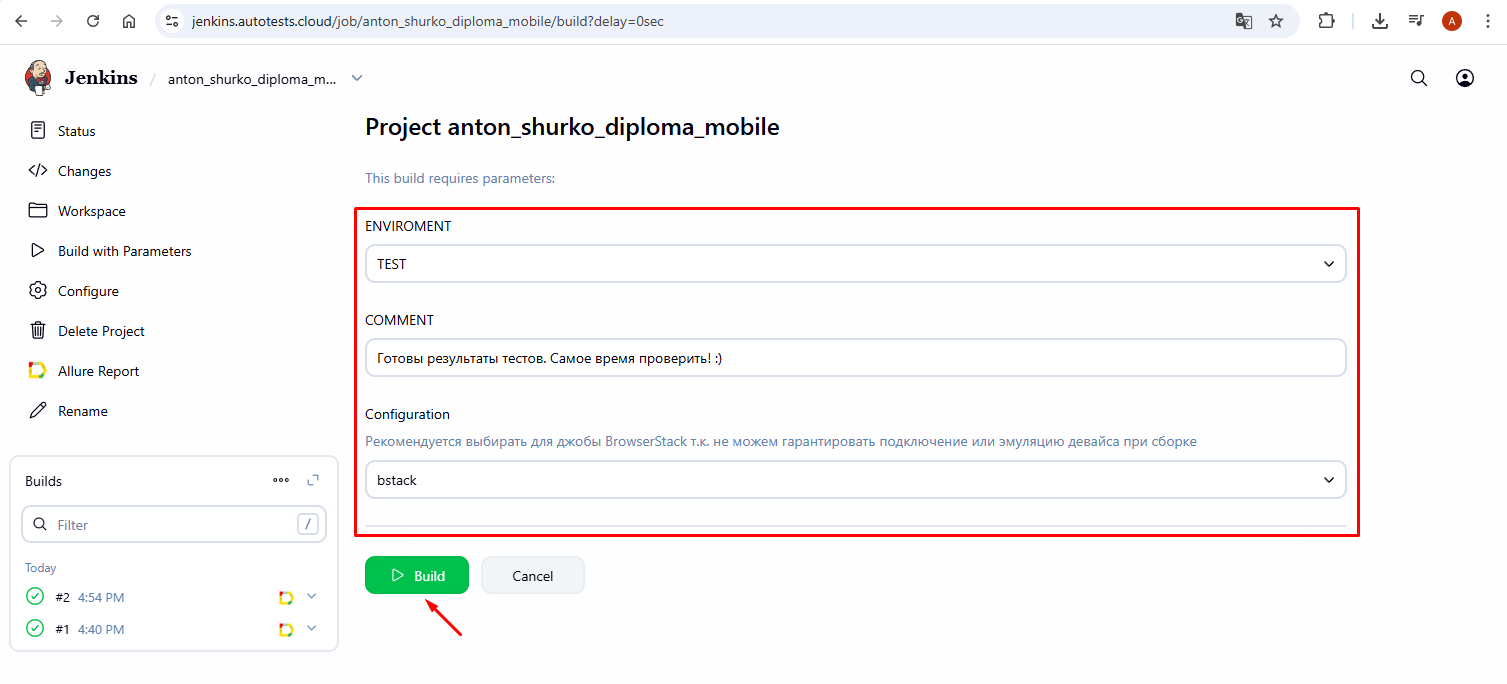 jenkins.autotests.cloud/job/anton_shurko_diploma_mobile/build?delay=0sec
A
Jenkins / anton_shurko_diploma_m...
Status
Changes
Workspace
Build with Parameters
Configure
Delete Project
Allure Report
Rename
Builds
Filter /
Today
#2 4:54 PM
#1 4:40 PM
Project anton_shurko_diploma_mobile
This build requires parameters:
ENVIROMENT
TEST
COMMENT
Готовы результаты тестов. Самое время проверить! :)
Configuration
Рекомендуется выбирать для джобы BrowserStack т.к. не можем гарантировать подключение или эмуляцию девайса при сборке
bstack
Build Cancel